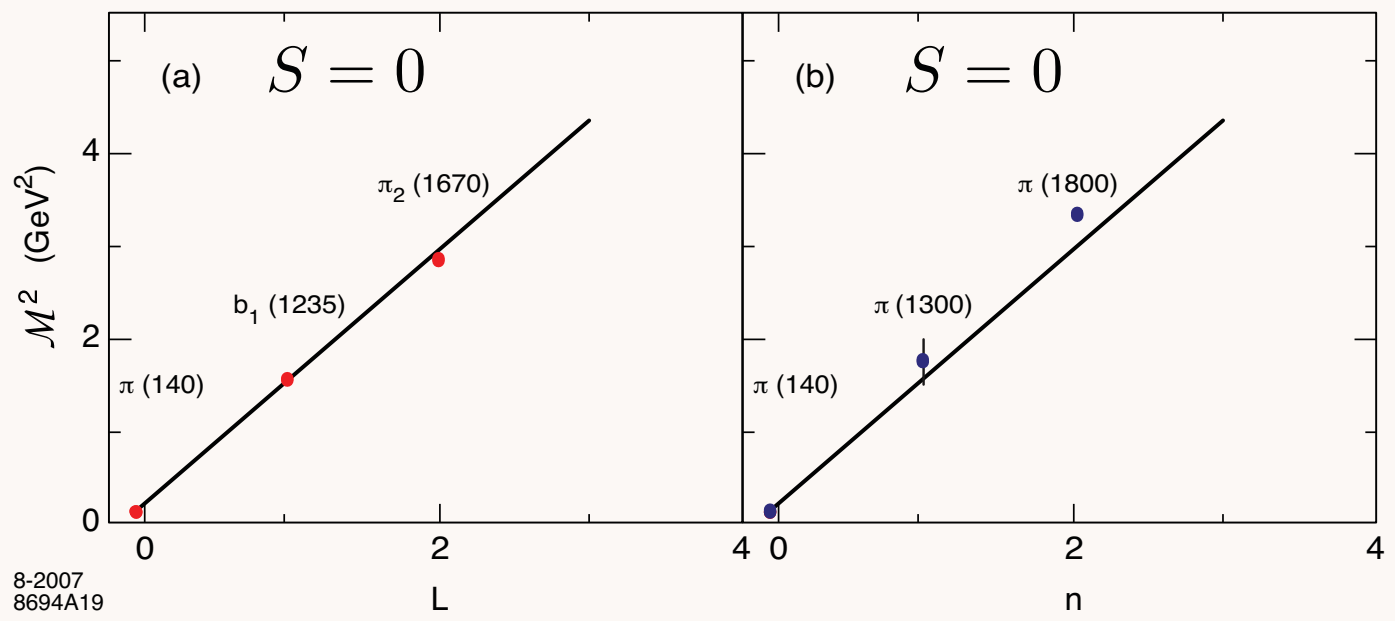 (a) S = 0
(b) S = 0
4
π₂ (1670)
π (1800)
ℳ² (GeV²)
b₁ (1235)
π (1300)
2
π (140)
π (140)
0
0 2 4 0 2 4
L
n
8-2007
8694A19